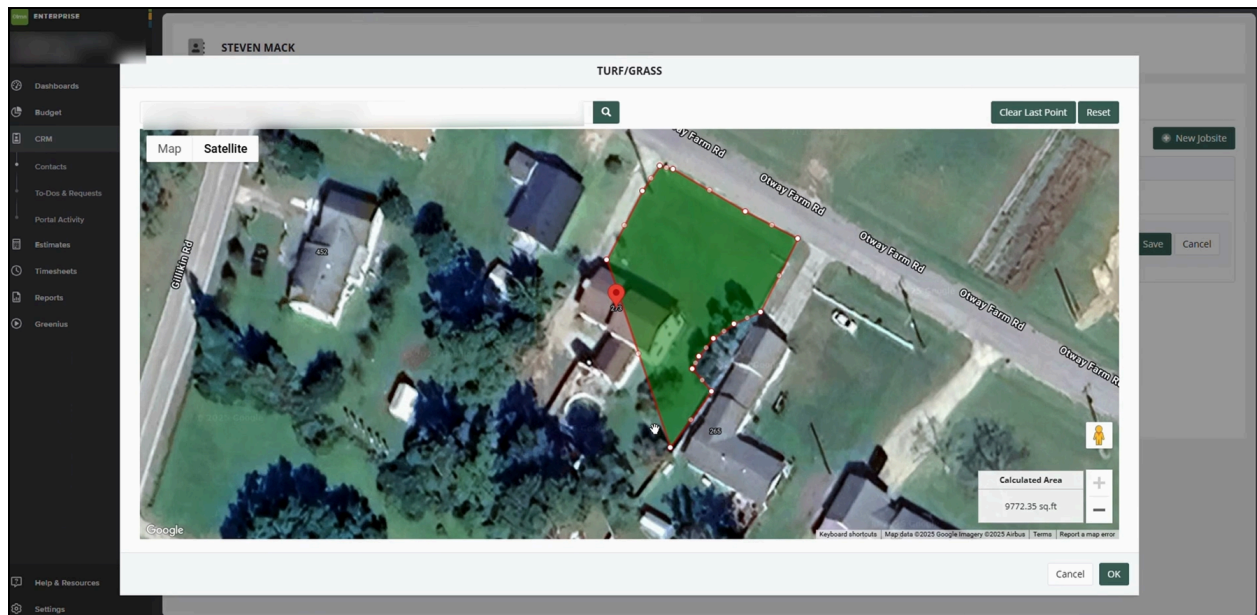 ENTERPRISE
STEVEN MACK
TURF/GRASS
Dashboards
Budget
CRM
Contacts
To-Dos & Requests
Portal Activity
Estimates
Timesheets
Reports
Greenius
Help & Resources
Settings
Clear Last Point
Reset
New Jobsite
Save
Cancel
Map
Satellite
Otway Farm Rd
Otway Farm Rd
Otway Farm Rd
Otway Farm Rd
Gillikin Rd
452
273
265
Calculated Area
9772.35 sq.ft
Google
Keyboard shortcuts
Map data ©2025 Google Imagery ©2025 Airbus
Terms
Report a map error
Cancel
OK